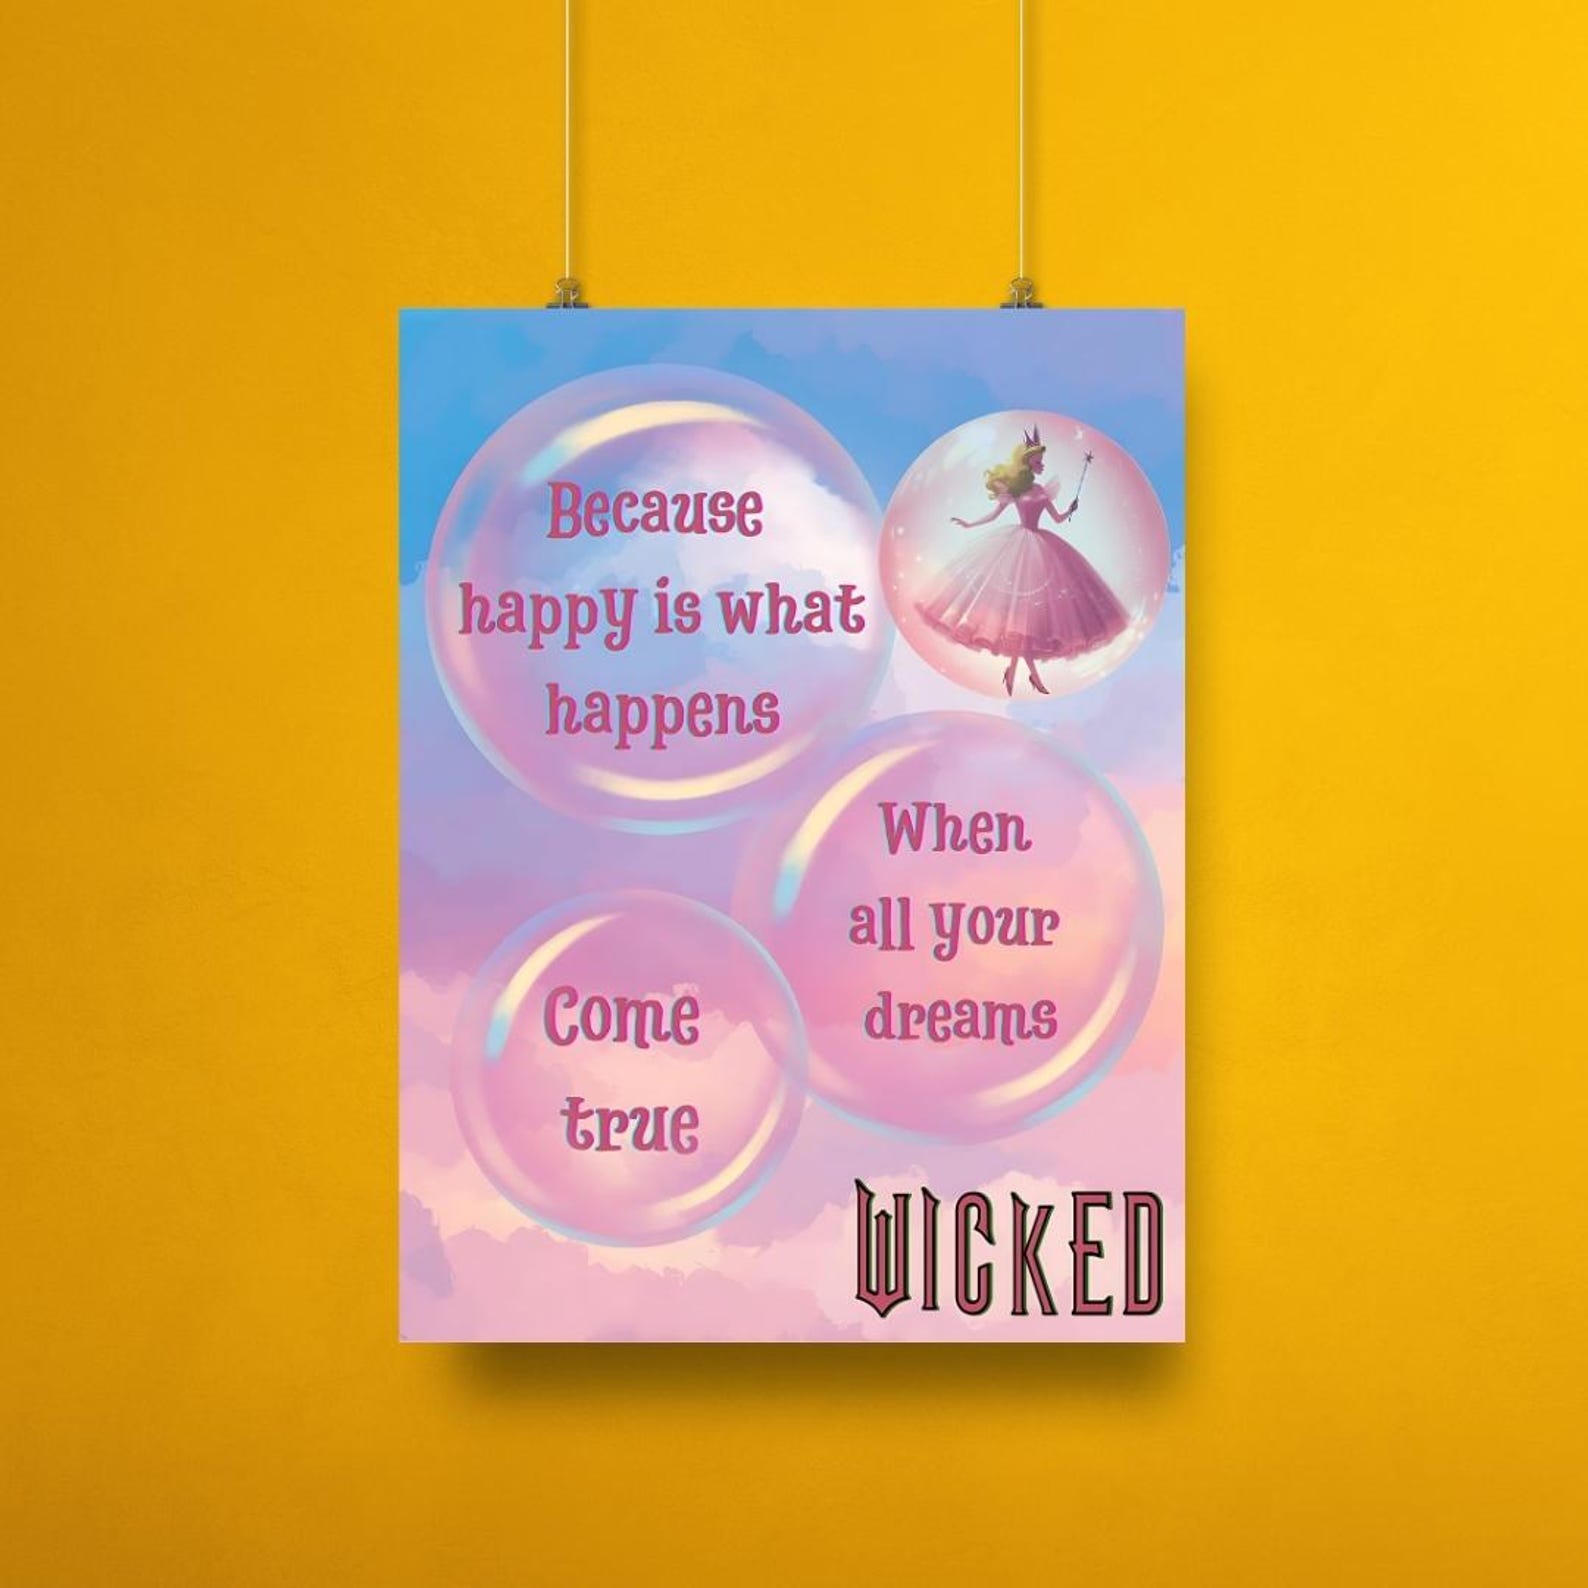 Because
happy is what
happens
When
all your
dreams
Come
true
WICKED